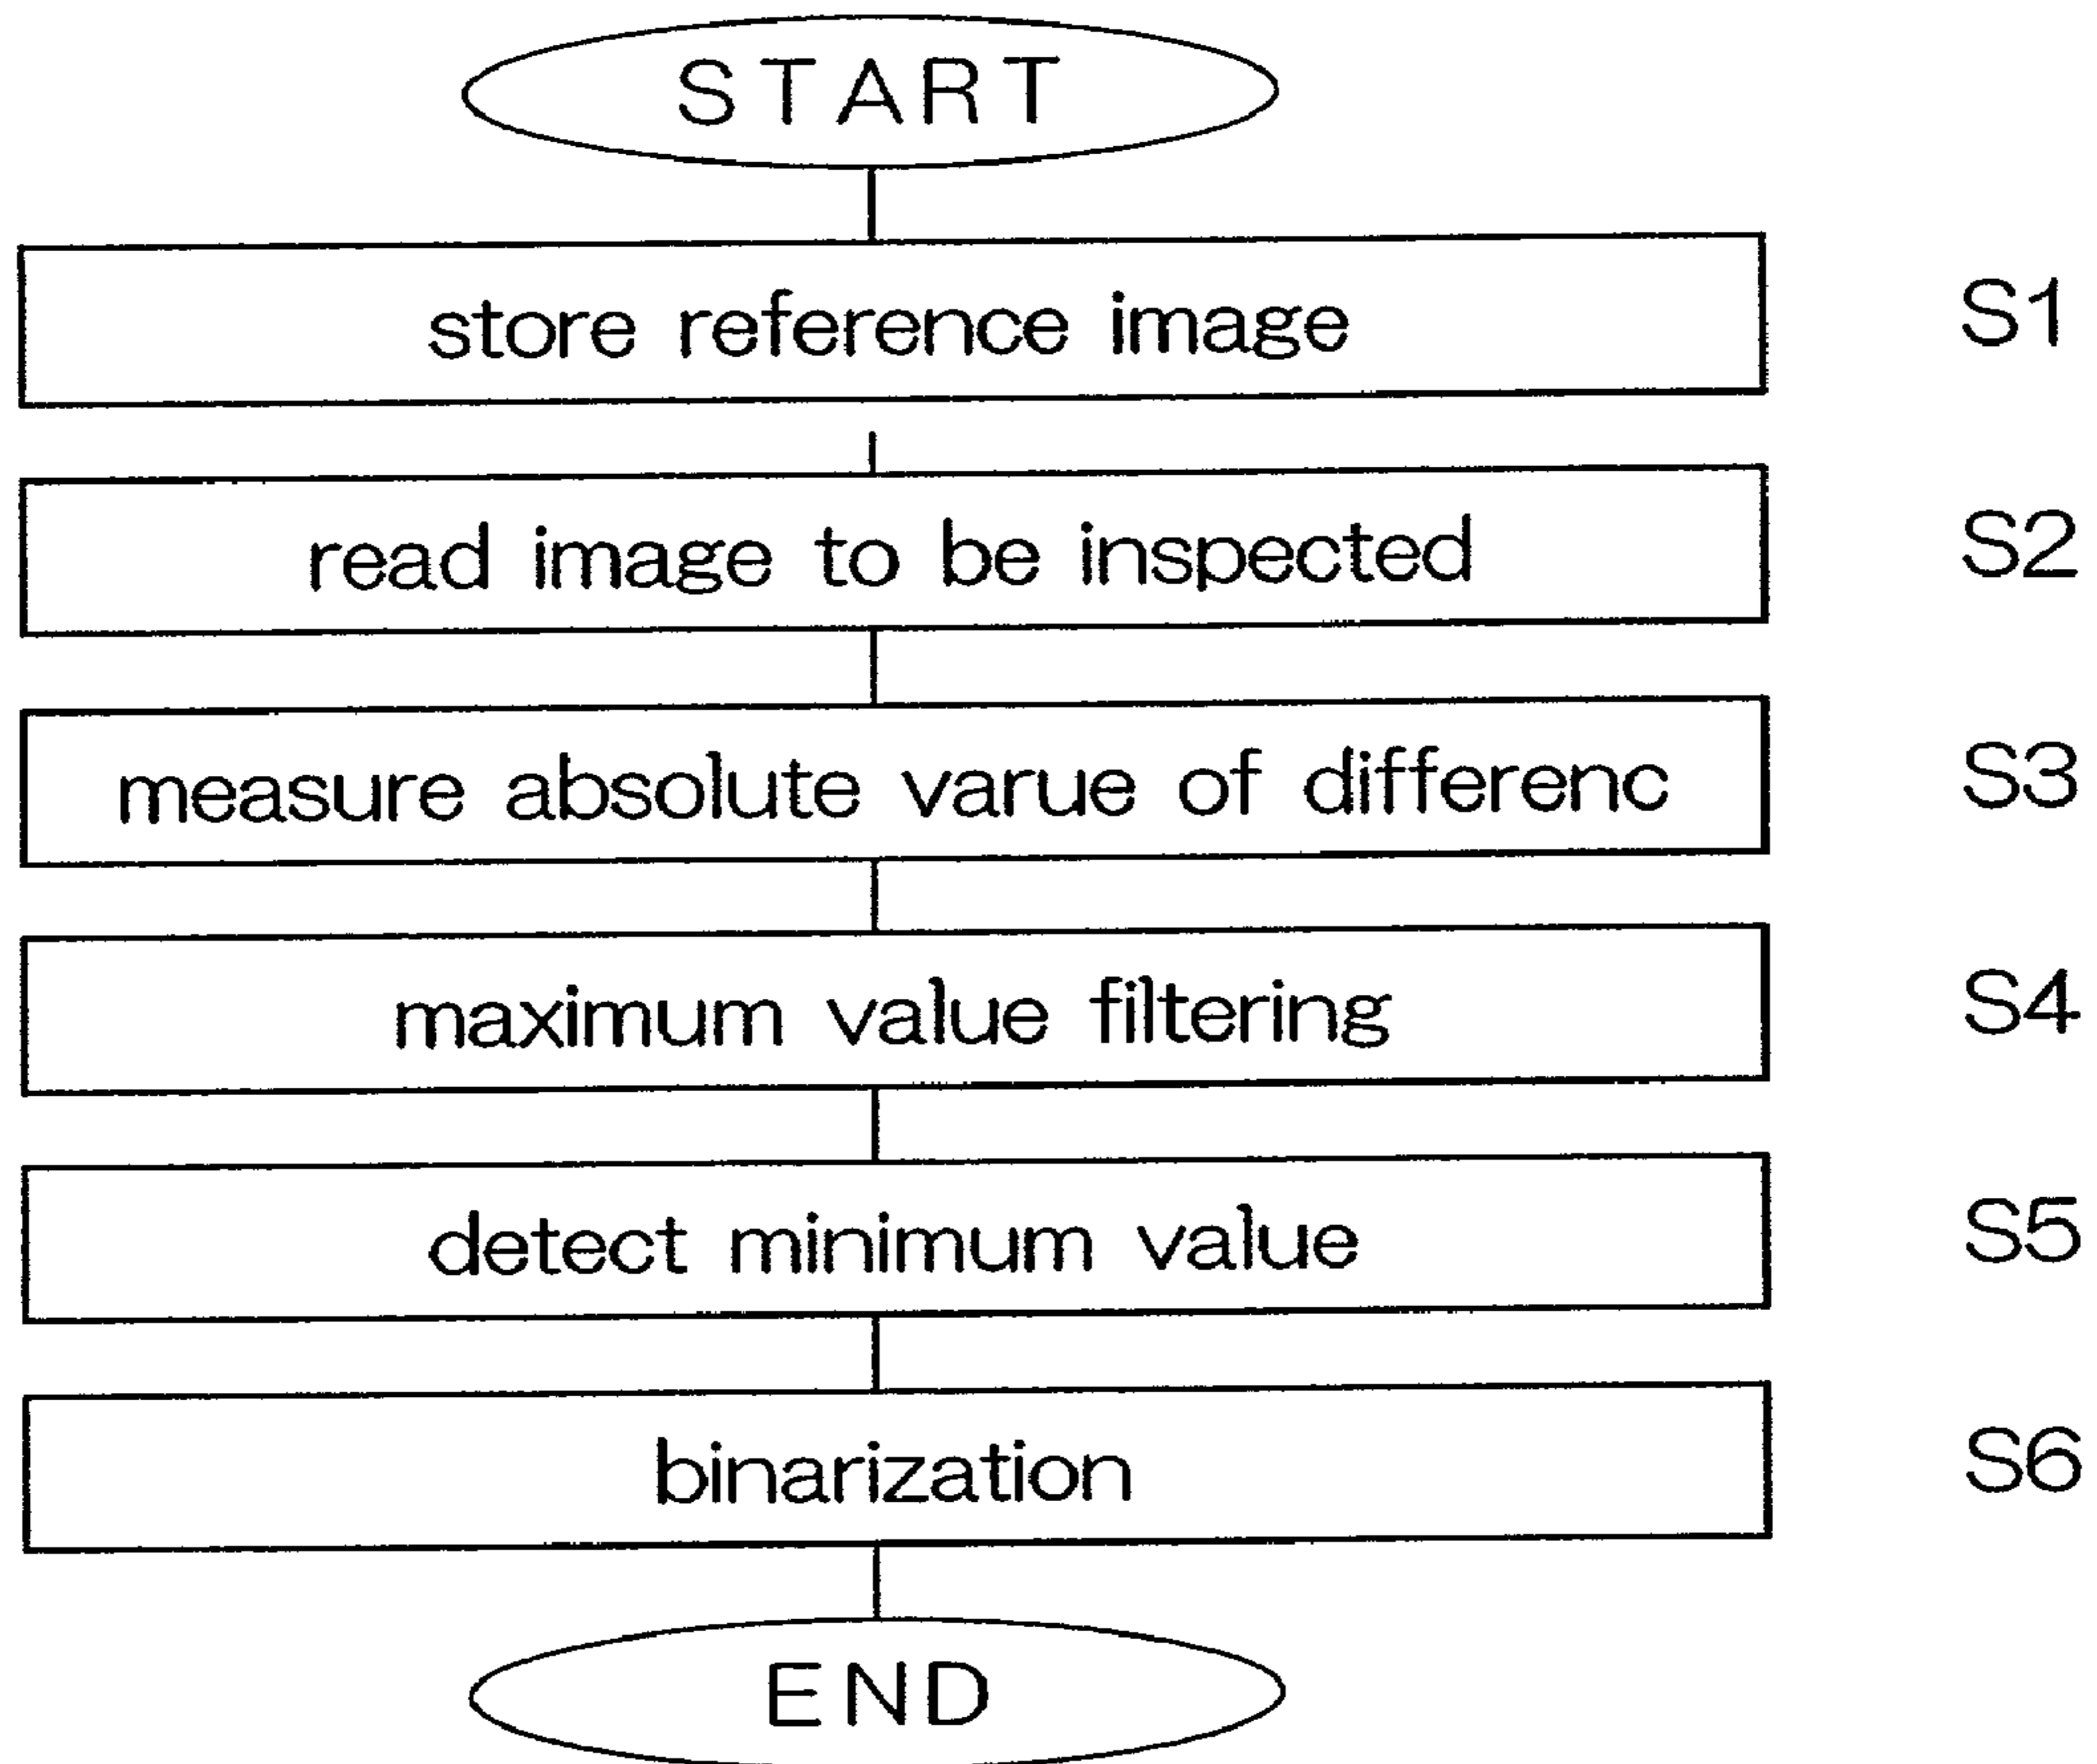 START
store reference image S1
read image to be inspected S2
measure absolute varue of differenc S3
maximum value filtering S4
detect minimum value S5
binarization S6
END